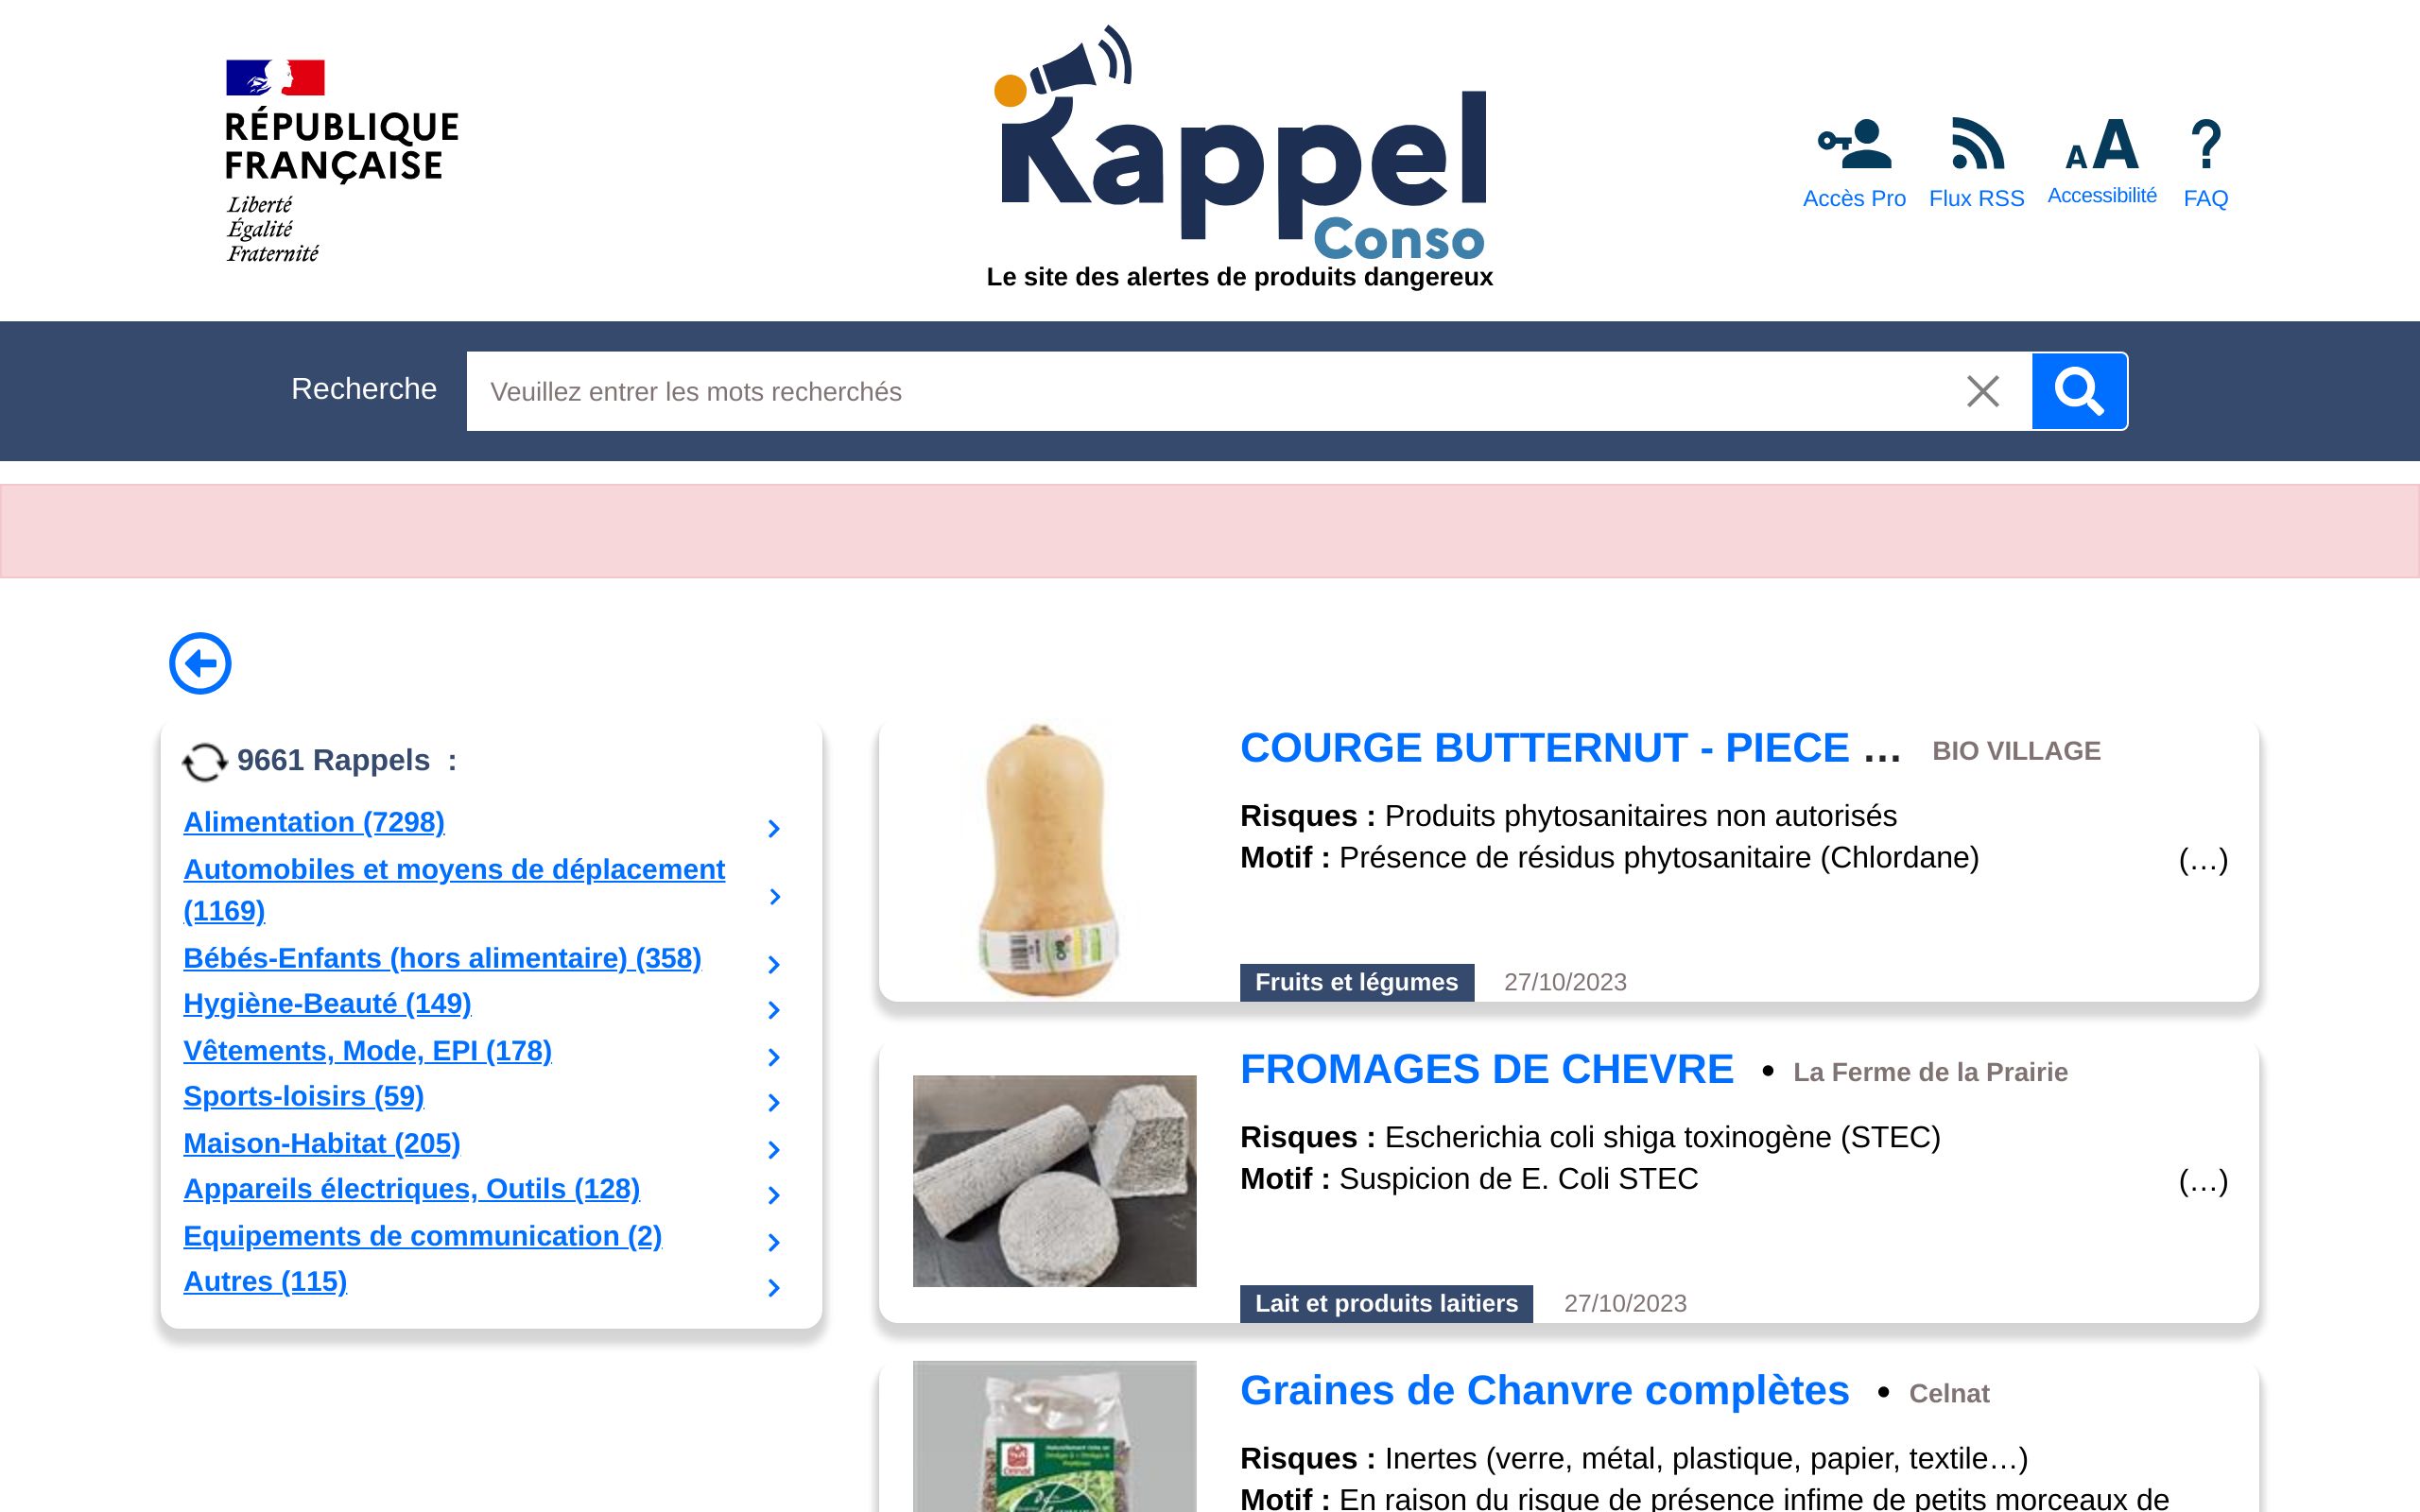 RÉPUBLIQUE
FRANÇAISE
Liberté
Égalité
Fraternité
Rappel
Conso
Le site des alertes de produits dangereux
Accès Pro
Flux RSS
AA
Accessibilité
?
FAQ
Recherche
Veuillez entrer les mots recherchés
9661 Rappels :
Alimentation (7298)
Automobiles et moyens de déplacement
(1169)
Bébés-Enfants (hors alimentaire) (358)
Hygiène-Beauté (149)
Vêtements, Mode, EPI (178)
Sports-loisirs (59)
Maison-Habitat (205)
Appareils électriques, Outils (128)
Equipements de communication (2)
Autres (115)
COURGE BUTTERNUT - PIECE ... BIO VILLAGE
Risques : Produits phytosanitaires non autorisés
Motif : Présence de résidus phytosanitaire (Chlordane) (…)
Fruits et légumes 27/10/2023
FROMAGES DE CHEVRE • La Ferme de la Prairie
Risques : Escherichia coli shiga toxinogène (STEC)
Motif : Suspicion de E. Coli STEC (…)
Lait et produits laitiers 27/10/2023
Graines de Chanvre complètes • Celnat
Risques : Inertes (verre, métal, plastique, papier, textile…)
Motif : En raison du risque de présence infime de petits morceaux de
celnat